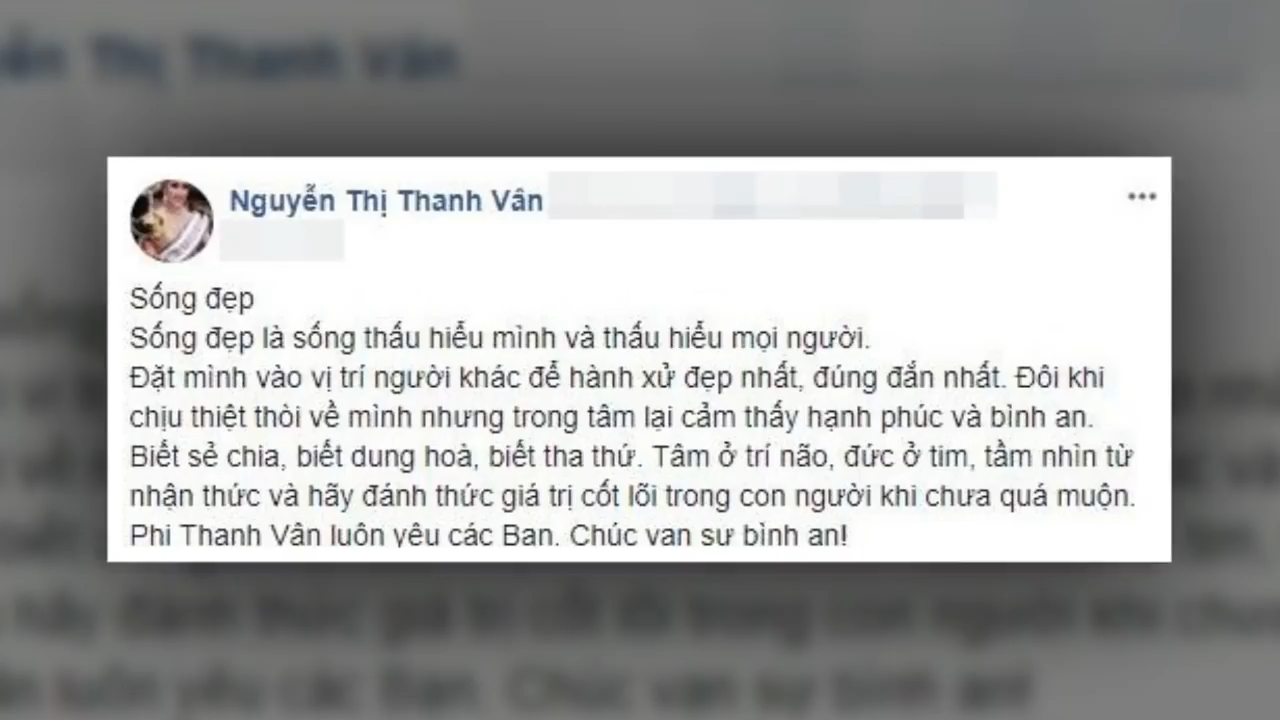 Nguyễn Thị Thanh Vân
Sống đẹp
Sống đẹp là sống thấu hiểu mình và thấu hiểu mọi người.
Đặt mình vào vị trí người khác để hành xử đẹp nhất, đúng đắn nhất. Đôi khi
chịu thiệt thòi về mình nhưng trong tâm lại cảm thấy hạnh phúc và bình an.
Biết sẻ chia, biết dung hoà, biết tha thứ. Tâm ở trí não, đức ở tim, tầm nhìn từ
nhận thức và hãy đánh thức giá trị cốt lõi trong con người khi chưa quá muộn.
Phi Thanh Vân luôn yêu các Bạn. Chúc vạn sự bình an!